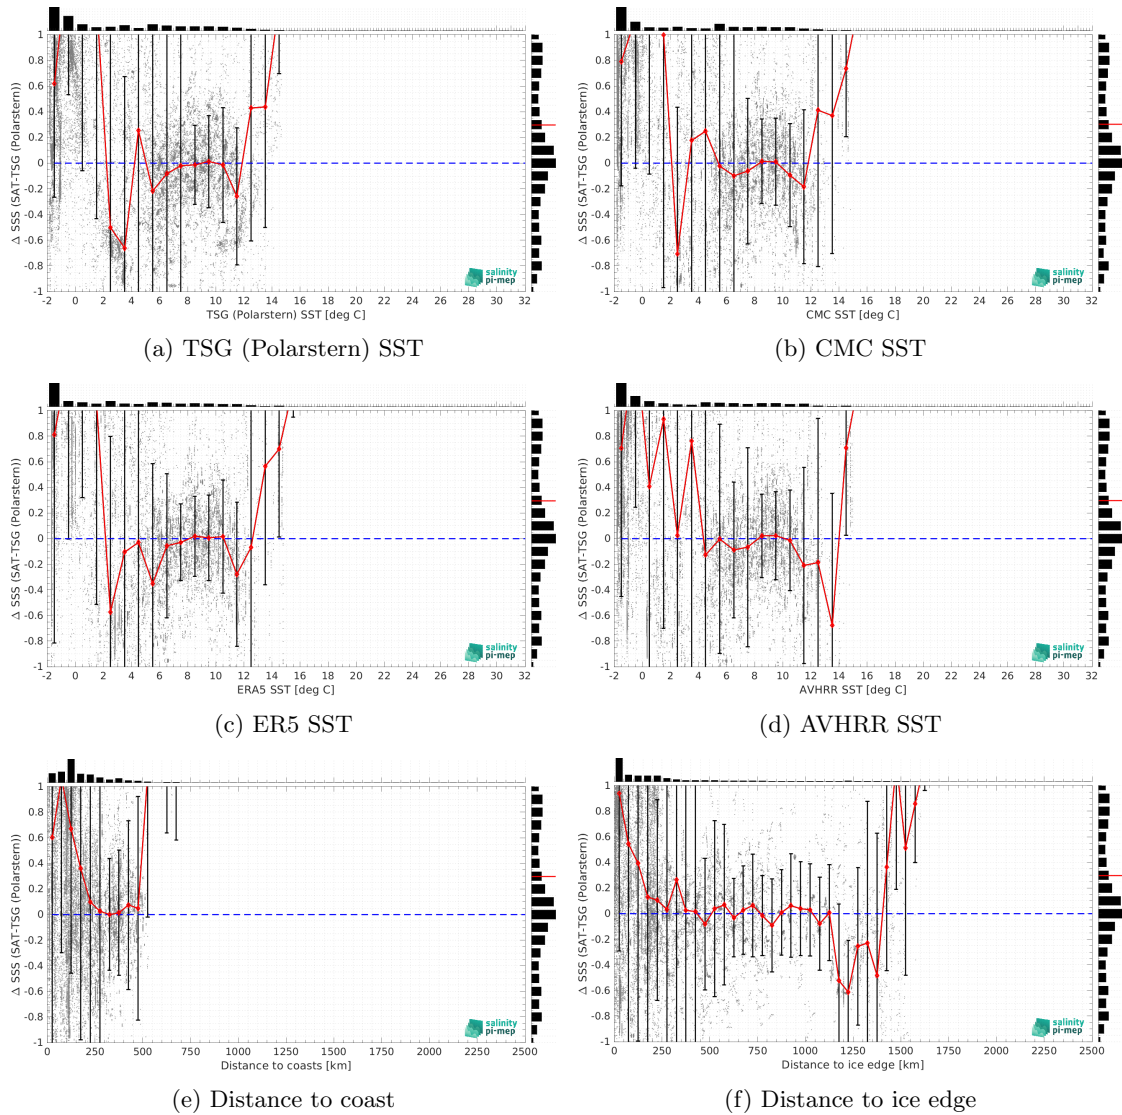 1
0.8
0.6
0.4
0.2
0
-0.2
-0.4
-0.6
-0.8
-1
Δ SSS (SAT-TSG (Polarstern))
salinity
pi-mep
-2 0 2 4 6 8 10 12 14 16 18 20 22 24 26 28 30 32
TSG (Polarstern) SST [deg C]
(a) TSG (Polarstern) SST
1
0.8
0.6
0.4
0.2
0
-0.2
-0.4
-0.6
-0.8
-1
Δ SSS (SAT-TSG (Polarstern))
salinity
pi-mep
-2 0 2 4 6 8 10 12 14 16 18 20 22 24 26 28 30 32
CMC SST [deg C]
(b) CMC SST
1
0.8
0.6
0.4
0.2
0
-0.2
-0.4
-0.6
-0.8
-1
Δ SSS (SAT-TSG (Polarstern))
salinity
pi-mep
-2 0 2 4 6 8 10 12 14 16 18 20 22 24 26 28 30 32
ERA5 SST [deg C]
(c) ER5 SST
1
0.8
0.6
0.4
0.2
0
-0.2
-0.4
-0.6
-0.8
-1
Δ SSS (SAT-TSG (Polarstern))
salinity
pi-mep
-2 0 2 4 6 8 10 12 14 16 18 20 22 24 26 28 30 32
AVHRR SST [deg C]
(d) AVHRR SST
1
0.8
0.6
0.4
0.2
0
-0.2
-0.4
-0.6
-0.8
-1
Δ SSS (SAT-TSG (Polarstern))
salinity
pi-mep
0 250 500 750 1000 1250 1500 1750 2000 2250 2500
Distance to coasts [km]
(e) Distance to coast
1
0.8
0.6
0.4
0.2
0
-0.2
-0.4
-0.6
-0.8
-1
Δ SSS (SAT-TSG (Polarstern))
salinity
pi-mep
0 250 500 750 1000 1250 1500 1750 2000 2250 2500
Distance to ice edge [km]
(f) Distance to ice edge